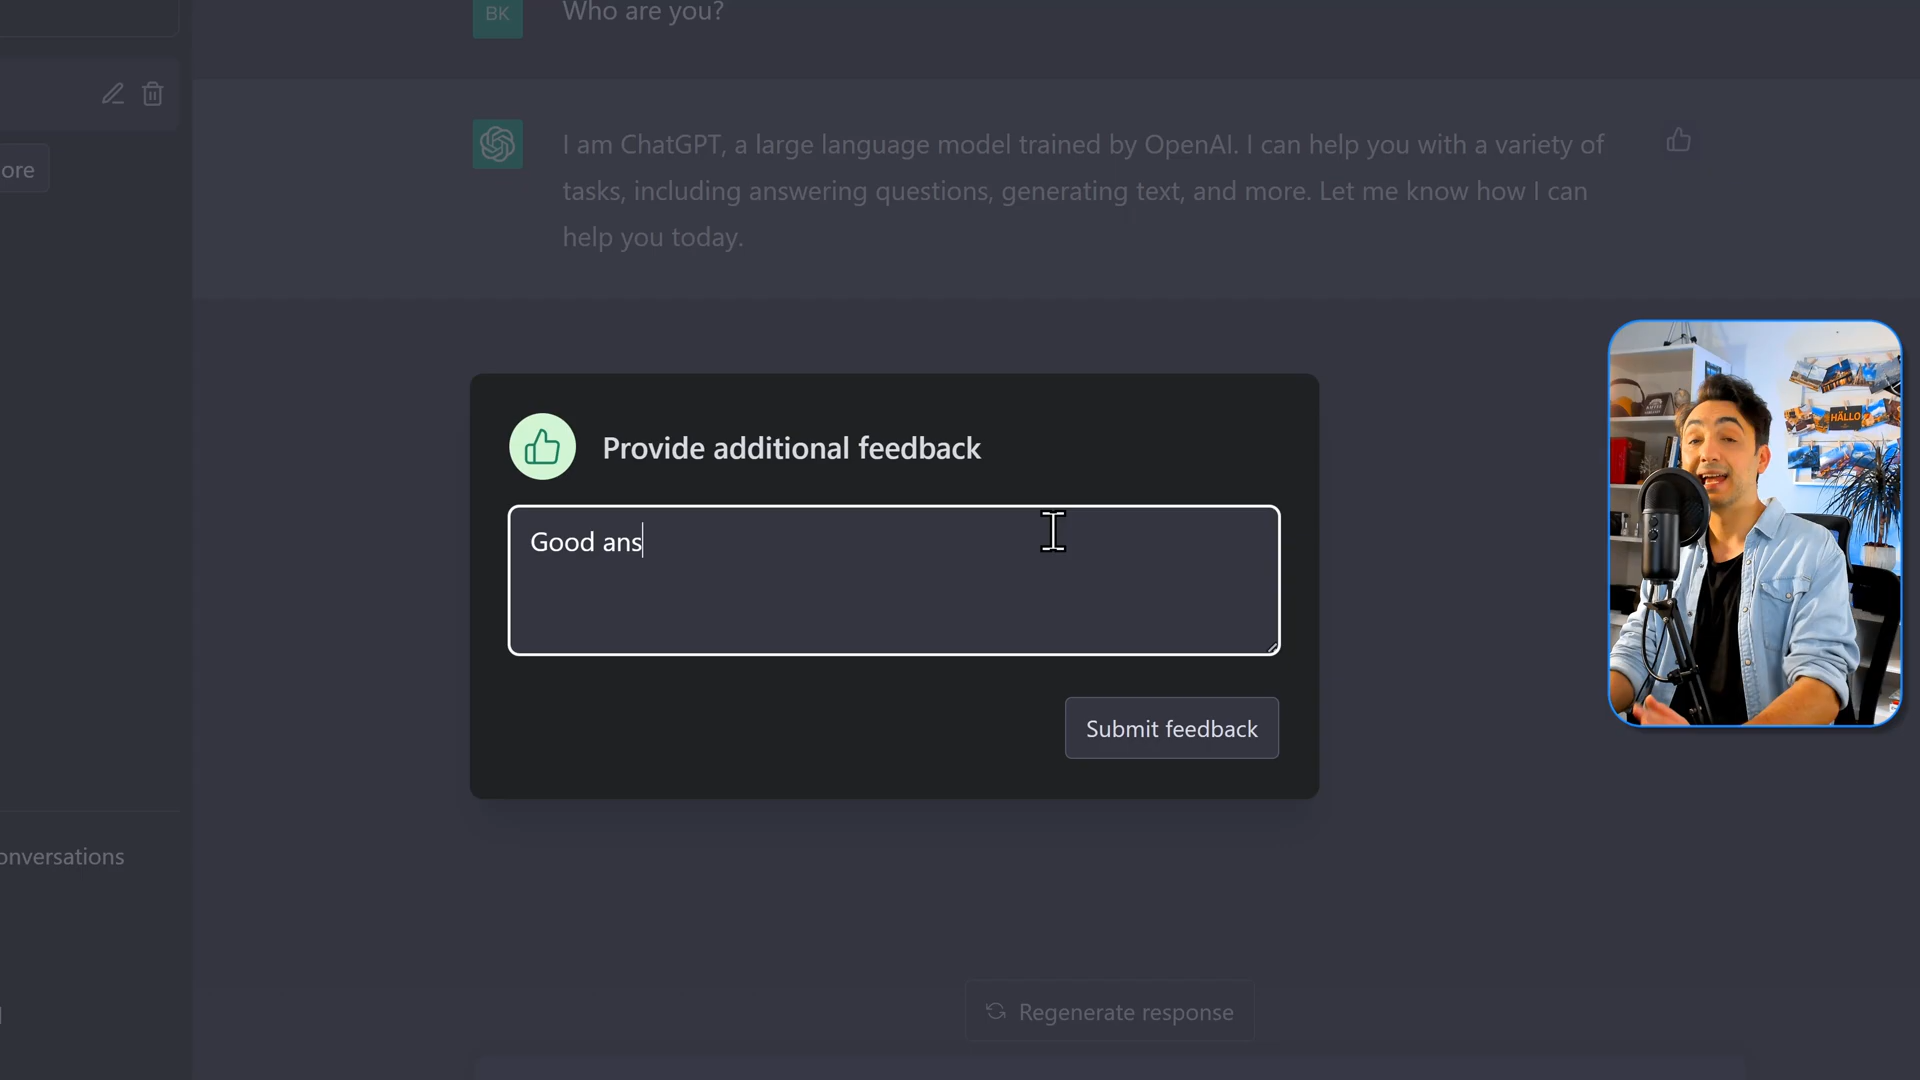 BK
Who are you?
I am ChatGPT, a large language model trained by OpenAI. I can help you with a variety of
tasks, including answering questions, generating text, and more. Let me know how I can
help you today.
ore
Provide additional feedback
Good ans
HÄLLO
Submit feedback
onversations
Regenerate response